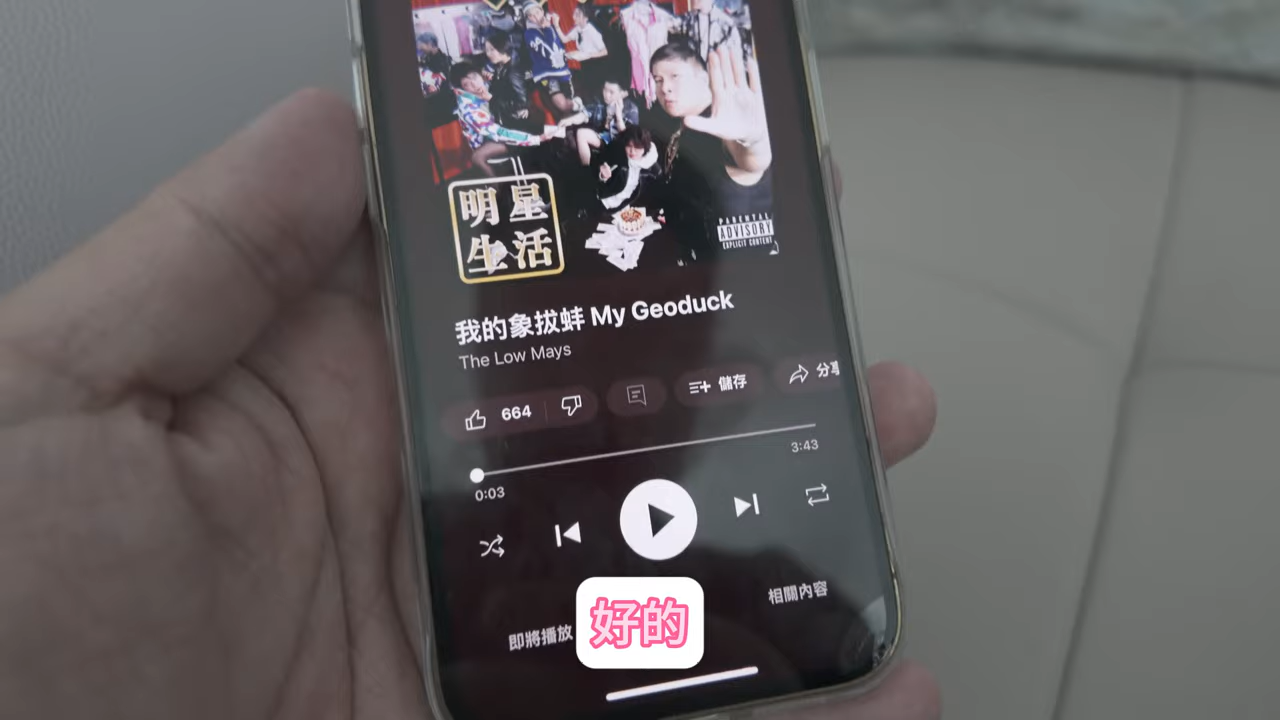 明星
生活
PARENTAL
ADVISORY
EXPLICIT CONTENT
我的象拔蚌 My Geoduck
The Low Mays
664
儲存
分享
3:43
0:03
相關內容
即將播放
好的